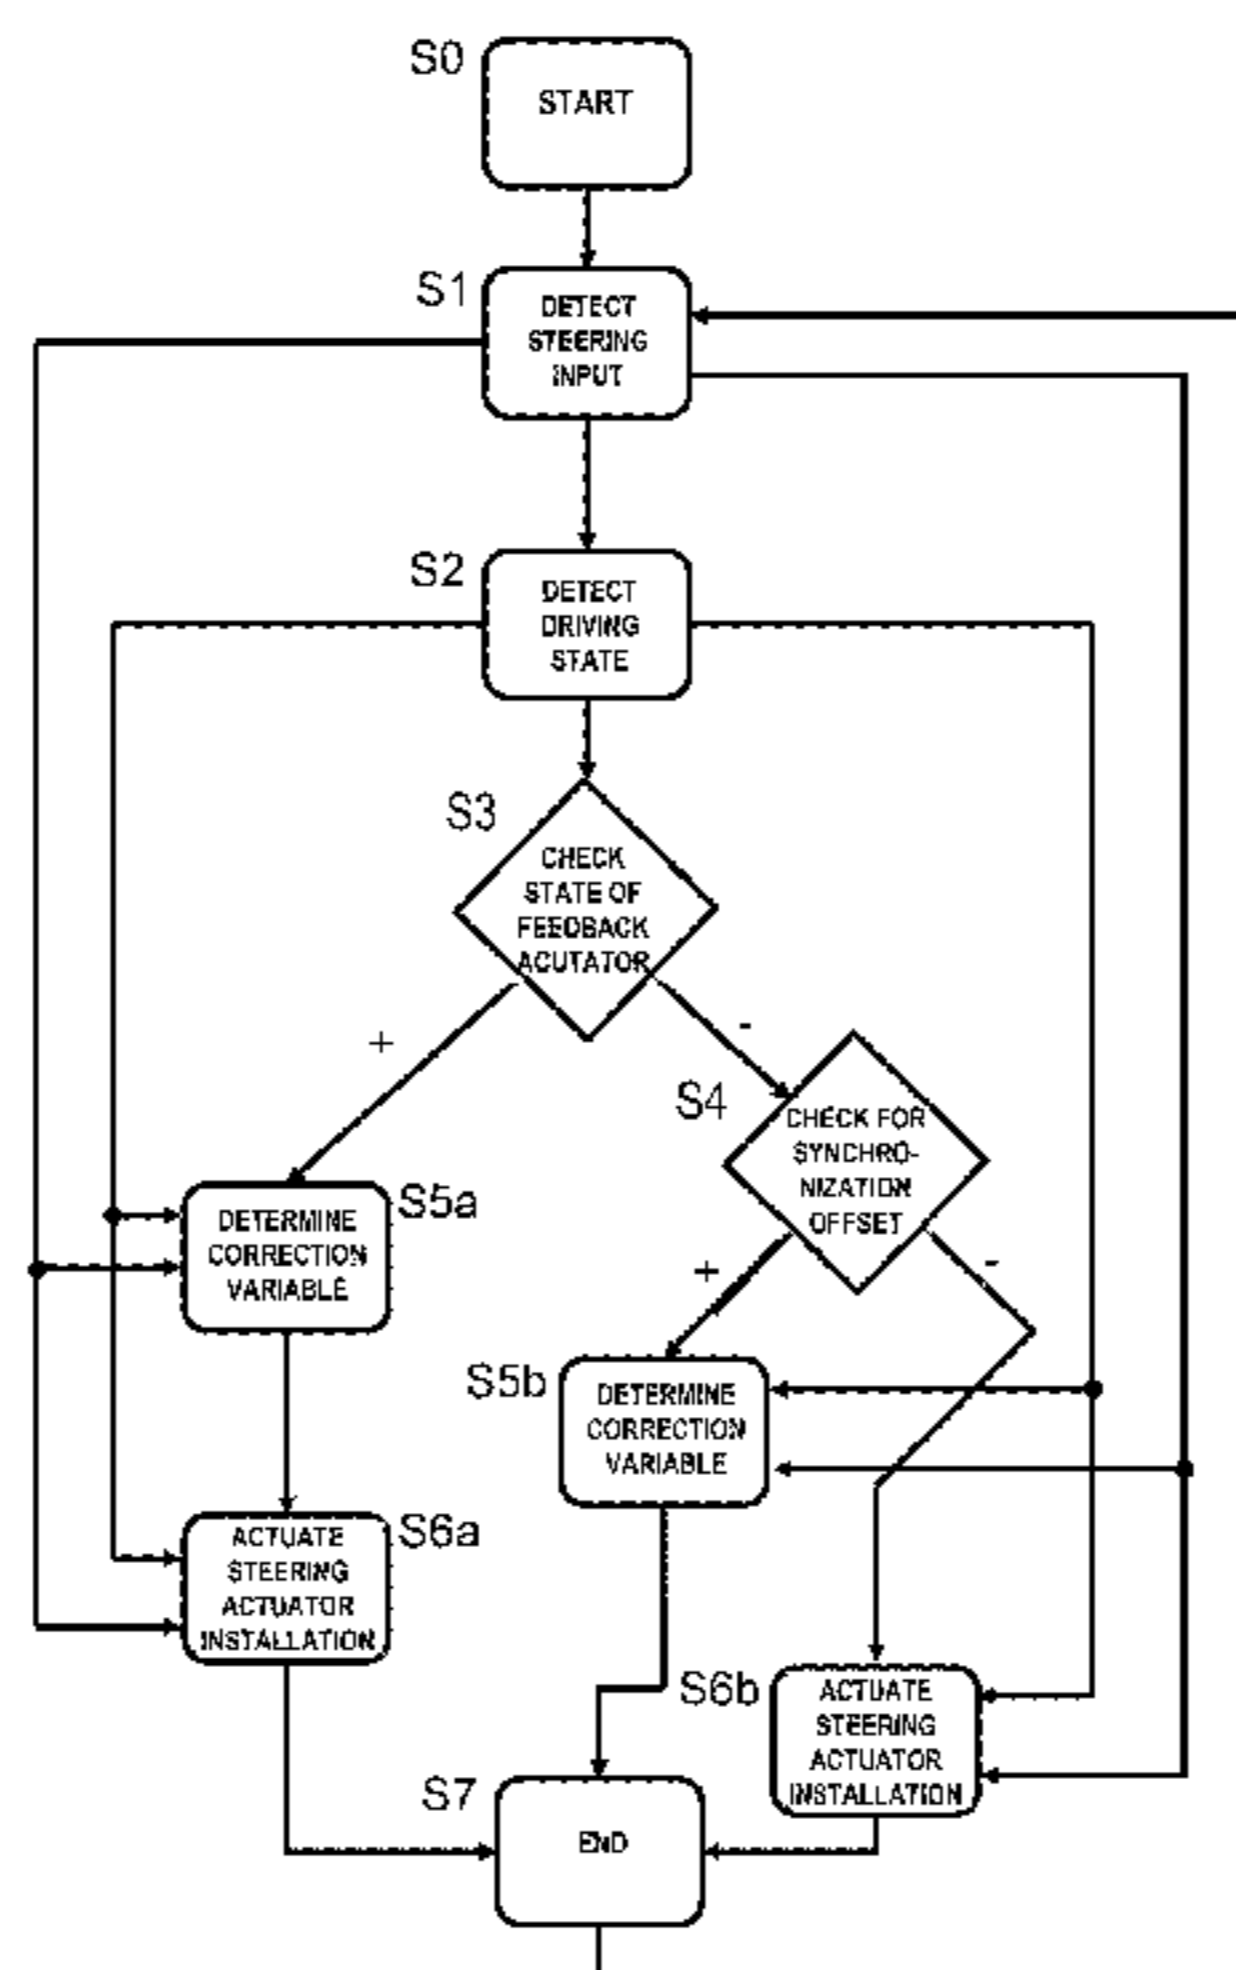 S0
START
S1
DETECT
STEERING
INPUT
S2
DETECT
DRIVING
STATE
S3
CHECK
STATE OF
FEEDBACK
ACUTATOR
+
-
S4
CHECK FOR
SYNCHRO-
NIZATION
OFFSET
+
-
S5a
DETERMINE
CORRECTION
VARIABLE
S5b
DETERMINE
CORRECTION
VARIABLE
S6a
ACTUATE
STEERING
ACTUATOR
INSTALLATION
S6b
ACTUATE
STEERING
ACTUATOR
INSTALLATION
S7
END